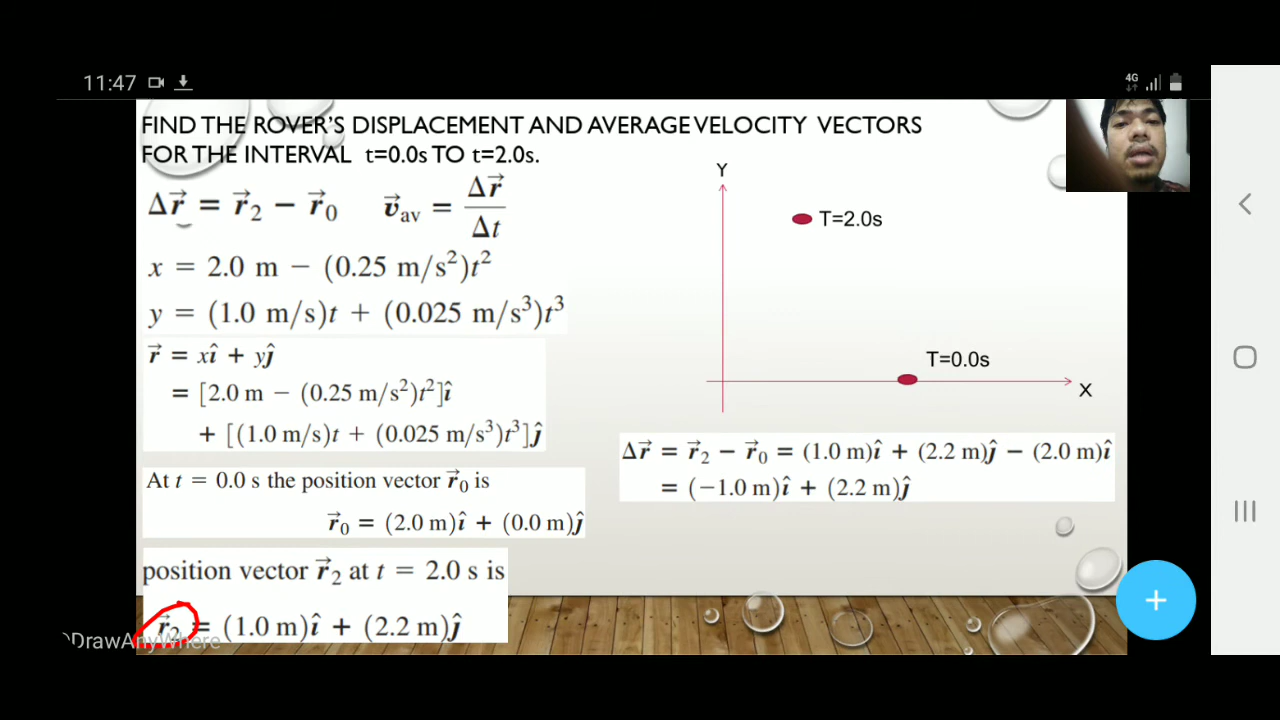 11:47
4G
FIND THE ROVER'S DISPLACEMENT AND AVERAGE VELOCITY VECTORS
FOR THE INTERVAL t=0.0s TO t=2.0s.
Δr⃗ = r⃗₂ − r⃗₀ v⃗av = Δr⃗/Δt
x = 2.0 m − (0.25 m/s²)t²
y = (1.0 m/s)t + (0.025 m/s³)t³
r⃗ = xî + yĵ
= [2.0 m − (0.25 m/s²)t²]î
+ [(1.0 m/s)t + (0.025 m/s³)t³]ĵ
At t = 0.0 s the position vector r⃗₀ is
r⃗₀ = (2.0 m)î + (0.0 m)ĵ
position vector r⃗₂ at t = 2.0 s is
r⃗₂ = (1.0 m)î + (2.2 m)ĵ
DrawAnyWhere
Y
T=2.0s
T=0.0s
X
Δr⃗ = r⃗₂ − r⃗₀ = (1.0 m)î + (2.2 m)ĵ − (2.0 m)î
= (−1.0 m)î + (2.2 m)ĵ